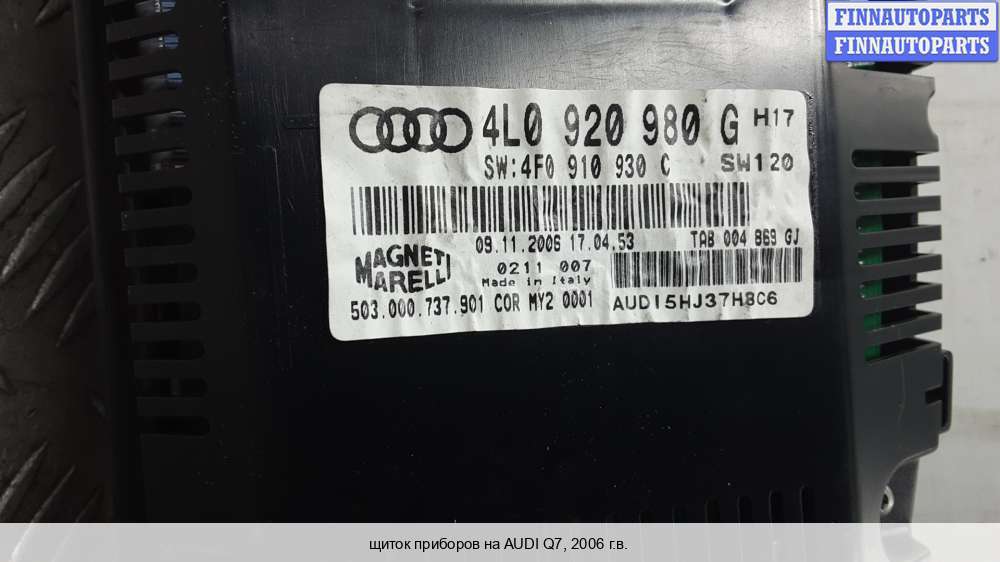 FINNAUTOPARTS
FINNAUTOPARTS
4L0 920 980 G H17
SW:4F0 910 930 C SW120
09.11.2006 17.04.53 TAB 004 869 GJ
MAGNETI
MARELLI
0211 007
Made in Italy
503.000.737.901 COR MY2 0001 AUDI5HJ37H8C6
щиток приборов на AUDI Q7, 2006 г.в.